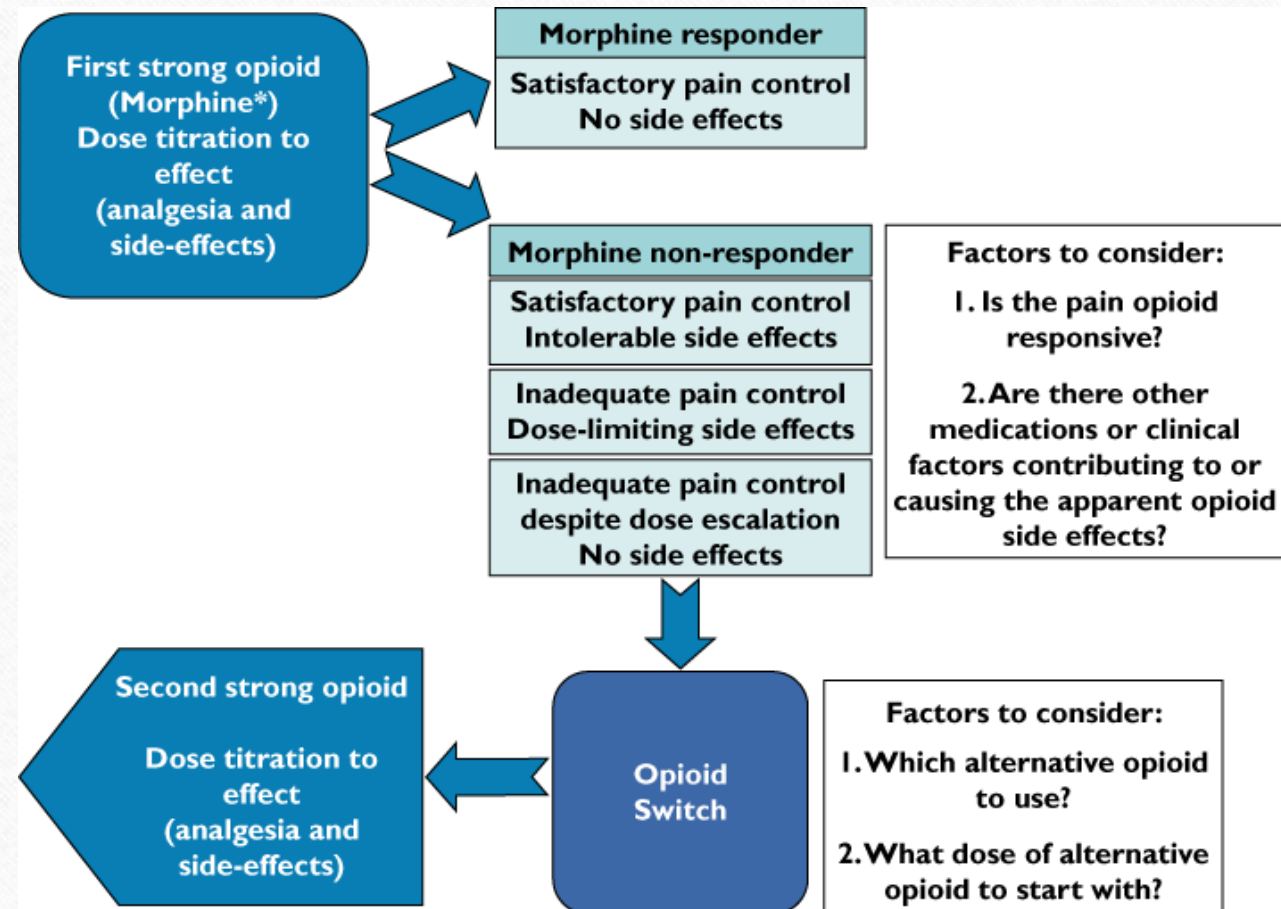 First strong opioid
(Morphine*)
Dose titration to
effect
(analgesia and
side-effects)
Morphine responder
Satisfactory pain control
No side effects
Morphine non-responder
Satisfactory pain control
Intolerable side effects
Inadequate pain control
Dose-limiting side effects
Inadequate pain control
despite dose escalation
No side effects
Factors to consider:
1. Is the pain opioid
responsive?
2. Are there other
medications or clinical
factors contributing to or
causing the apparent opioid
side effects?
Second strong opioid
Dose titration to
effect
(analgesia and
side-effects)
Opioid
Switch
Factors to consider:
1. Which alternative opioid
to use?
2. What dose of alternative
opioid to start with?